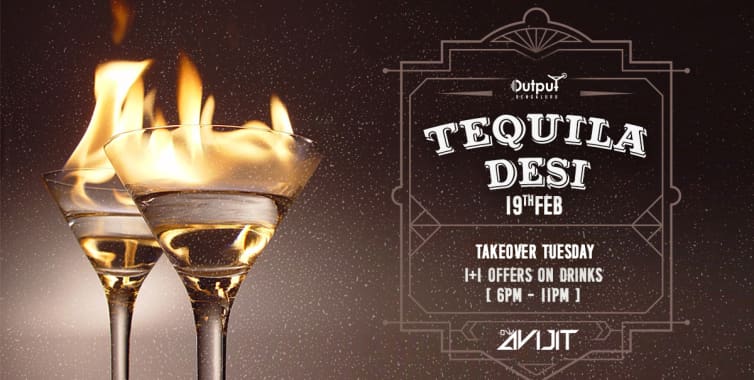 Output
BENGALURU
TEQUILA
DESI
19TH FEB
TAKEOVER TUESDAY
1+1 OFFERS ON DRINKS
[ 6PM - 11PM ]
DJ
AVIJIT